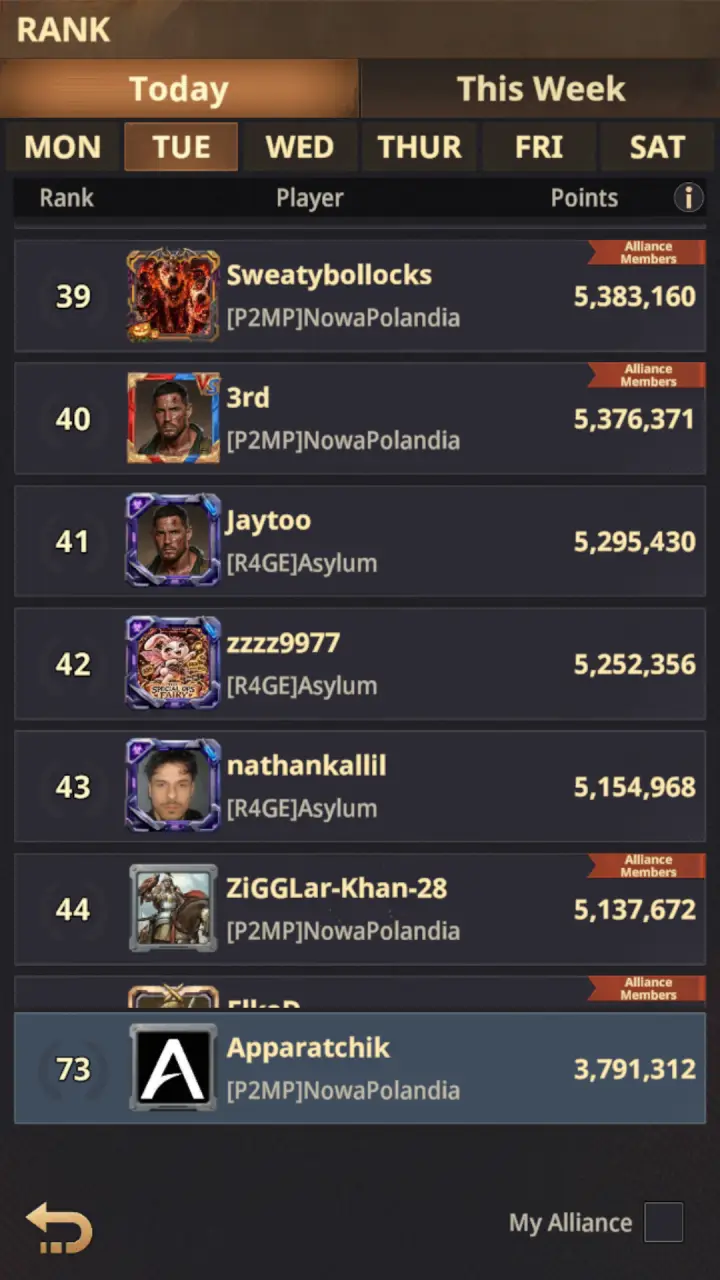 RANK
Today
This Week
MON
TUE
WED
THUR
FRI
SAT
Rank
Player
Points
Alliance
Members
39
Sweatybollocks
[P2MP]NowaPolandia
5,383,160
Alliance
Members
40
VS
3rd
[P2MP]NowaPolandia
5,376,371
41
Jaytoo
[R4GE]Asylum
5,295,430
42
zzzz9977
[R4GE]Asylum
5,252,356
43
nathankallil
[R4GE]Asylum
5,154,968
Alliance
Members
44
ZiGGLar-Khan-28
[P2MP]NowaPolandia
5,137,672
Alliance
Members
73
Apparatchik
[P2MP]NowaPolandia
3,791,312
My Alliance